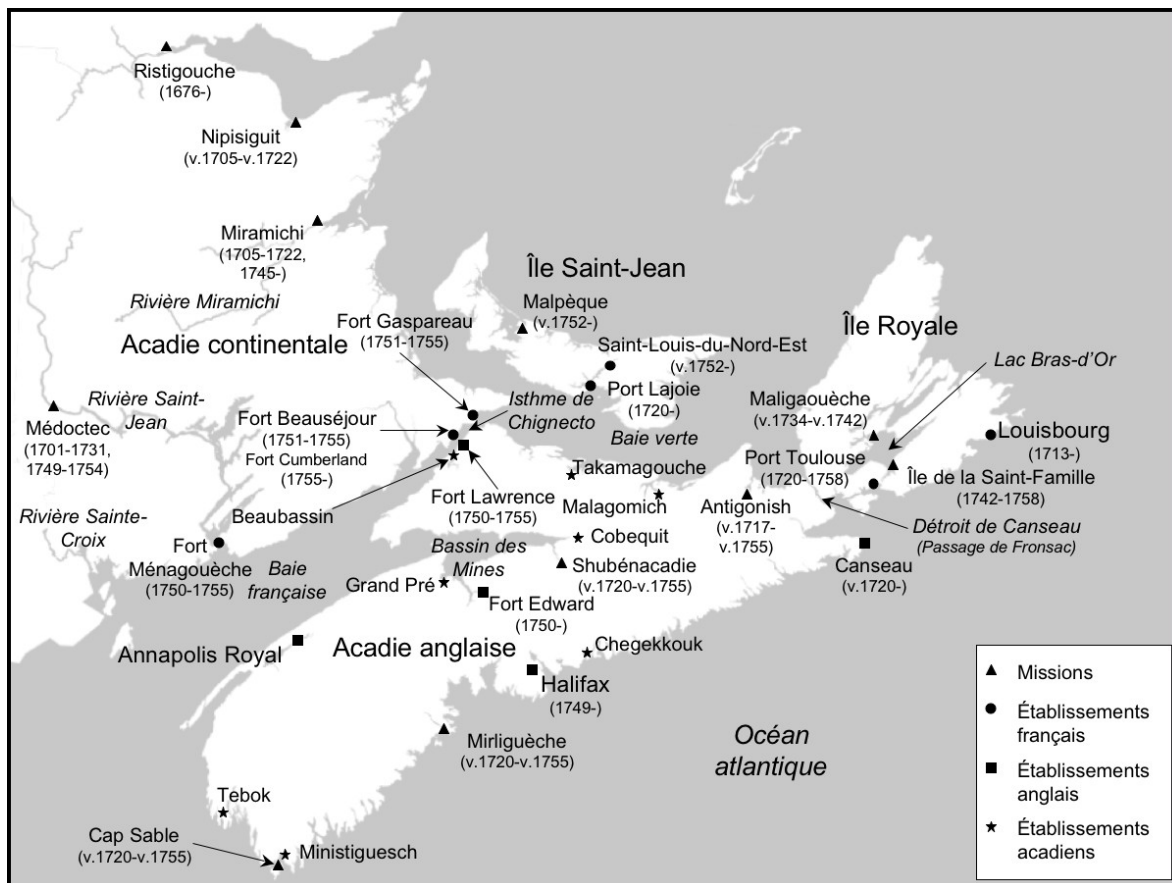 Ristigouche
(1676-)
Nipisiguit
(v.1705-v.1722)
Miramichi
(1705-1722,
1745-)
Rivière Miramichi
Île Saint-Jean
Malpèque
(v.1752-)
Fort Gaspareau
(1751-1755)
Acadie continentale
Île Royale
Saint-Louis-du-Nord-Est
(v.1752-)
Lac Bras-d’Or
Port Lajoie
(1720-)
Isthme de
Chignecto
Rivière Saint-
Jean
Médoctec
(1701-1731,
1749-1754)
Fort Beauséjour
(1751-1755)
Fort Cumberland
(1755-)
Baie verte
Maligaouèche
(v.1734-v.1742)
Louisbourg
(1713-)
Port Toulouse
(1720-1758)
Île de la Saint-Famille
(1742-1758)
Takamagouche
Malagomich
Antigonish
(v.1717-
v.1755)
Fort Lawrence
(1750-1755)
Beaubassin
Détroit de Canseau
(Passage de Fronsac)
Rivière Sainte-
Croix
Fort
Ménagouèche
(1750-1755)
Baie
française
Bassin des
Mines
Cobequit
Canseau
(v.1720-)
Shubénacadie
(v.1720-v.1755)
Grand Pré
Fort Edward
(1750-)
Annapolis Royal
Acadie anglaise
Chegekkouk
Halifax
(1749-)
Mirliguèche
(v.1720-v.1755)
Océan
atlantique
Tebok
Cap Sable
(v.1720-v.1755)
Ministiguesch
Missions
Établissements
français
Établissements
anglais
Établissements
acadiens